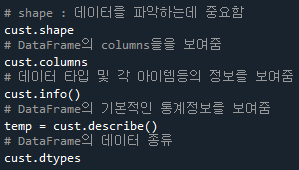 # shape : 데이터를 파악하는데 중요함
cust.shape
# DataFrame의 columns들을 보여줌
cust.columns
# 데이터 타입 및 각 아이템등의 정보를 보여줌
cust.info()
# DataFrame의 기본적인 통계정보를 보여줌
temp = cust.describe()
# DataFrame의 데이터 종류
cust.dtypes